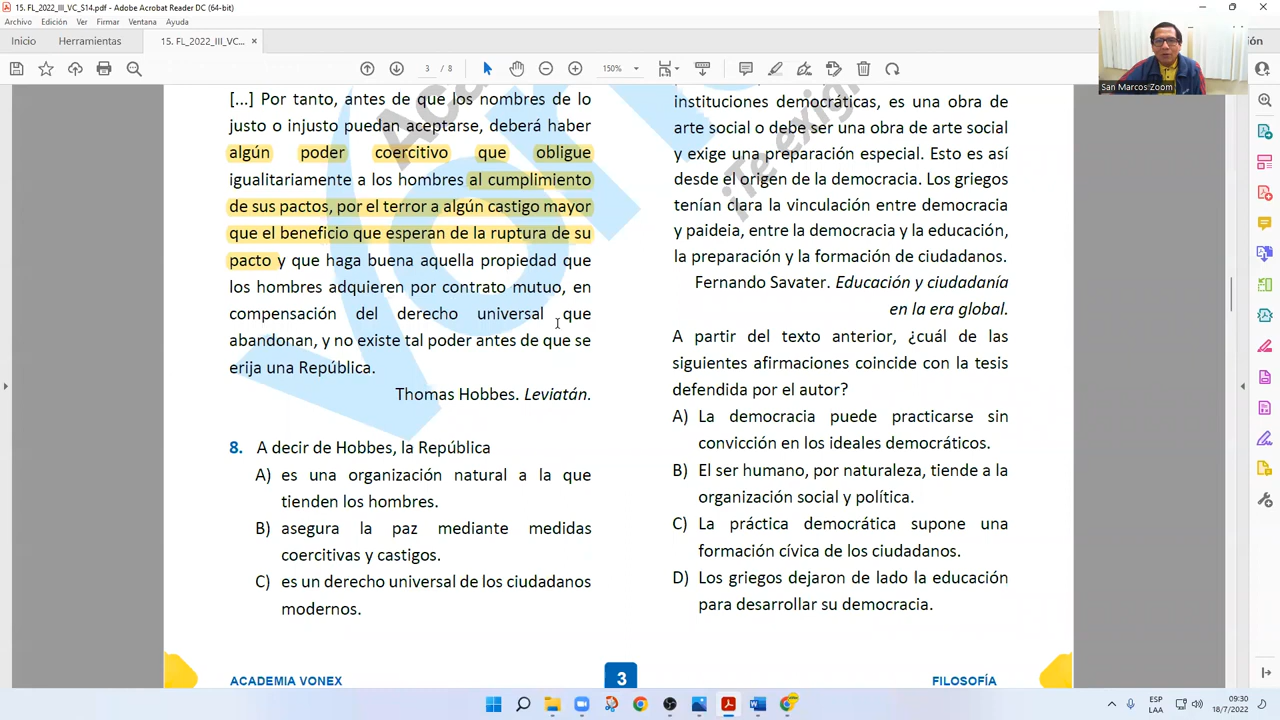 15. FL_2022_III_VC_S14.pdf - Adobe Acrobat Reader DC (64-bit)
Archivo Edición Ver Firmar Ventana Ayuda
Inicio Herramientas 15. FL_2022_III_VC... ×
3 / 8 150%
San Marcos Zoom
[...] Por tanto, antes de que los nombres de lo
justo o injusto puedan aceptarse, deberá haber
algún poder coercitivo que obligue
igualitariamente a los hombres al cumplimiento
de sus pactos, por el terror a algún castigo mayor
que el beneficio que esperan de la ruptura de su
pacto y que haga buena aquella propiedad que
los hombres adquieren por contrato mutuo, en
compensación del derecho universal que
abandonan, y no existe tal poder antes de que se
erija una República.
Thomas Hobbes. Leviatán.
8. A decir de Hobbes, la República
A) es una organización natural a la que
tienden los hombres.
B) asegura la paz mediante medidas
coercitivas y castigos.
C) es un derecho universal de los ciudadanos
modernos.
instituciones democráticas, es una obra de
arte social o debe ser una obra de arte social
y exige una preparación especial. Esto es así
desde el origen de la democracia. Los griegos
tenían clara la vinculación entre democracia
y paideia, entre la democracia y la educación,
la preparación y la formación de ciudadanos.
Fernando Savater. Educación y ciudadanía
en la era global.
A partir del texto anterior, ¿cuál de las
siguientes afirmaciones coincide con la tesis
defendida por el autor?
A) La democracia puede practicarse sin
convicción en los ideales democráticos.
B) El ser humano, por naturaleza, tiende a la
organización social y política.
C) La práctica democrática supone una
formación cívica de los ciudadanos.
D) Los griegos dejaron de lado la educación
para desarrollar su democracia.
ACADEMIA VONEX 3 FILOSOFÍA
ESP
LAA
09:30
18/7/2022